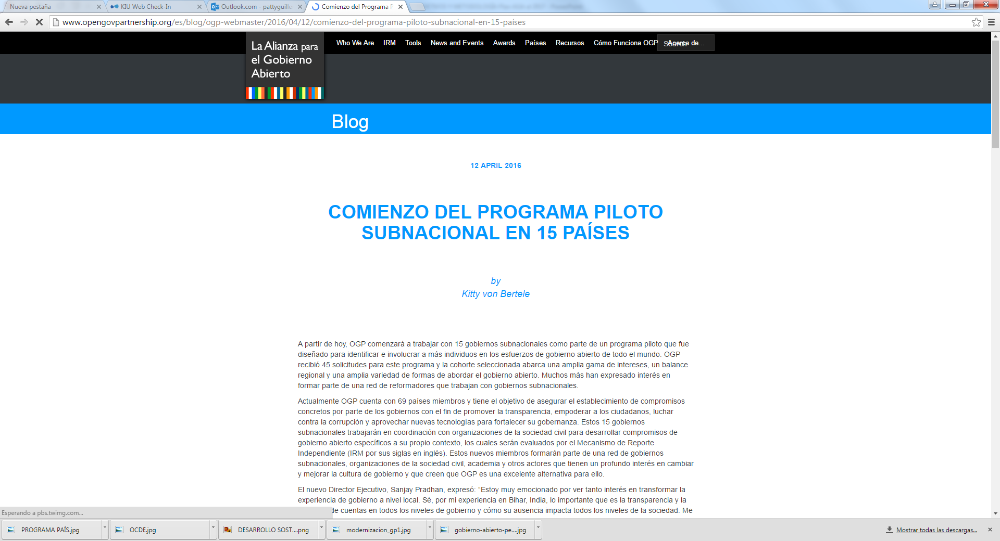 Nueva pestaña
KIU Web Check-In
Outlook.com - pattyguille
Comienzo del Programa P
www.opengovpartnership.org/es/blog/ogp-webmaster/2016/04/12/comienzo-del-programa-piloto-subnacional-en-15-países
La Alianza para
el Gobierno
Abierto
Who We Are IRM Tools News and Events Awards Países Recursos Cómo Funciona OGP Acerca de...
Search
Blog
12 APRIL 2016
COMIENZO DEL PROGRAMA PILOTO
SUBNACIONAL EN 15 PAÍSES
by
Kitty von Bertele
A partir de hoy, OGP comenzará a trabajar con 15 gobiernos subnacionales como parte de un programa piloto que fue
diseñado para identificar e involucrar a más individuos en los esfuerzos de gobierno abierto de todo el mundo. OGP
recibió 45 solicitudes para este programa y la cohorte seleccionada abarca una amplia gama de intereses, un balance
regional y una amplia variedad de formas de abordar el gobierno abierto. Muchos más han expresado interés en
formar parte de una red de reformadores que trabajan con gobiernos subnacionales.
Actualmente OGP cuenta con 69 países miembros y tiene el objetivo de asegurar el establecimiento de compromisos
concretos por parte de los gobiernos con el fin de promover la transparencia, empoderar a los ciudadanos, luchar
contra la corrupción y aprovechar nuevas tecnologías para fortalecer su gobernanza. Estos 15 gobiernos
subnacionales trabajarán en coordinación con organizaciones de la sociedad civil para desarrollar compromisos de
gobierno abierto específicos a su propio contexto, los cuales serán evaluados por el Mecanismo de Reporte
Independiente (IRM por sus siglas en inglés). Estos nuevos miembros formarán parte de una red de gobiernos
subnacionales, organizaciones de la sociedad civil, academia y otros actores que tienen un profundo interés en cambiar
y mejorar la cultura de gobierno y que creen que OGP es una excelente alternativa para ello.
El nuevo Director Ejecutivo, Sanjay Pradhan, expresó: “Estoy muy emocionado por ver tanto interés en transformar la
experiencia de gobierno a nivel local. Sé, por mi experiencia en Bihar, India, lo importante que es la transparencia y la
de cuentas en todos los niveles de gobierno y cómo su ausencia impacta todos los niveles de la sociedad. Me
Esperando a pbs.twimg.com...
PROGRAMA PAÍS.jpg
OCDE.jpg
DESARROLLO SOST....png
modernizacion_gp1.jpg
gobierno-abierto-pe....jpg
Mostrar todas las descargas...